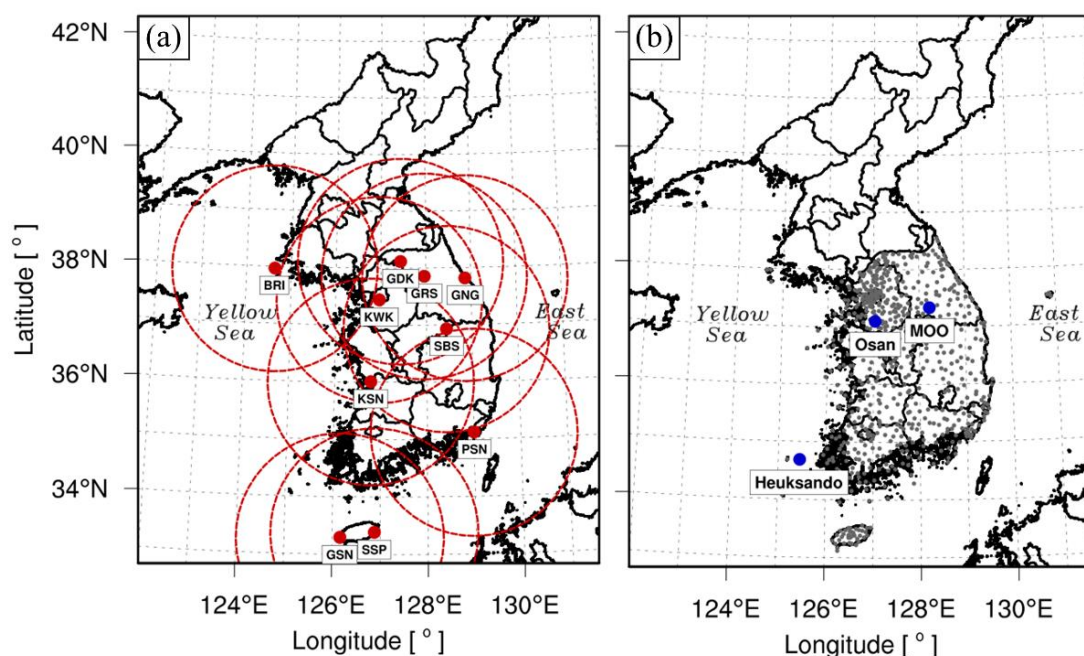 (a)
42°N
40°N
38°N
36°N
34°N
Latitude [ ° ]
BRI
GDK
GRS
GNG
KWK
SBS
KSN
PSN
GSN
SSP
Yellow
Sea
East
Sea
124°E
126°E
128°E
130°E
Longitude [ ° ]
(b)
Yellow
Sea
East
Sea
Osan
MOO
Heuksando
124°E
126°E
128°E
130°E
Longitude [ ° ]